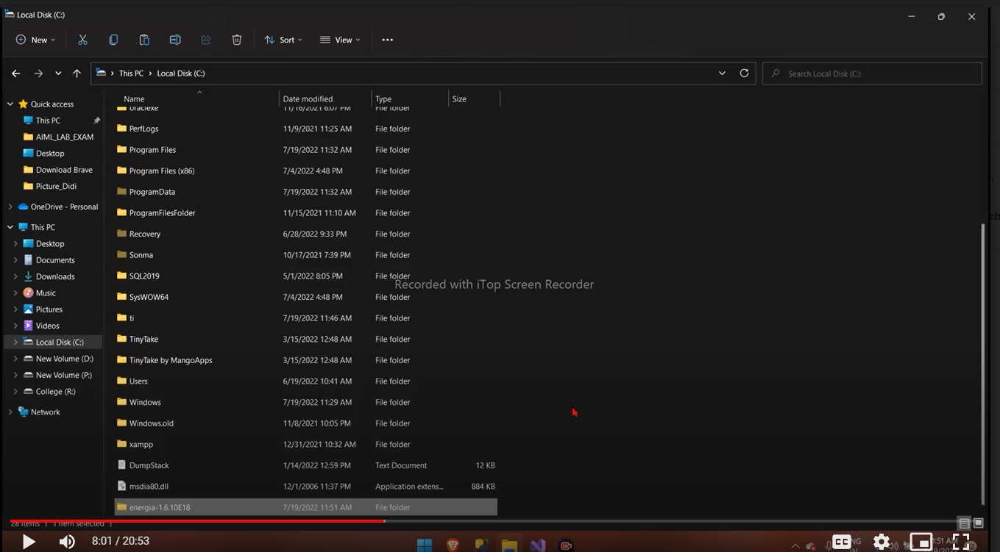 Local Disk (C:)
New
Sort
View
This PC > Local Disk (C:)
Search Local Disk (C:)
Name Date modified Type Size
Quick access
This PC
AIML_LAB_EXAM
Desktop
Download Brave
Picture_Didi
OneDrive - Personal
This PC
Desktop
Documents
Downloads
Music
Pictures
Videos
Local Disk (C:)
New Volume (D:)
New Volume (P:)
College (R:)
Network
oraclexe 11/16/2021 6:07 PM File folder
PerfLogs 11/9/2021 11:25 AM File folder
Program Files 7/19/2022 11:32 AM File folder
Program Files (x86) 7/4/2022 4:48 PM File folder
ProgramData 7/19/2022 11:32 AM File folder
ProgramFilesFolder 11/15/2021 11:10 AM File folder
Recovery 6/28/2022 9:33 PM File folder
Sonma 10/17/2021 7:39 PM File folder
SQL2019 5/1/2022 8:05 PM File folder
Recorded with iTop Screen Recorder
SysWOW64 7/4/2022 4:48 PM File folder
ti 7/19/2022 11:46 AM File folder
TinyTake 3/15/2022 12:48 AM File folder
TinyTake by MangoApps 3/15/2022 12:48 AM File folder
Users 6/19/2022 10:41 AM File folder
Windows 7/19/2022 11:29 AM File folder
Windows.old 11/8/2021 10:05 PM File folder
xampp 12/31/2021 10:32 AM File folder
DumpStack 1/14/2022 12:59 PM Text Document 12 KB
msdia80.dll 12/1/2006 11:37 PM Application extens... 884 KB
energia-1.6.10E18 7/19/2022 11:51 AM File folder
28 items 1 item selected
8:01 / 20:53
CC